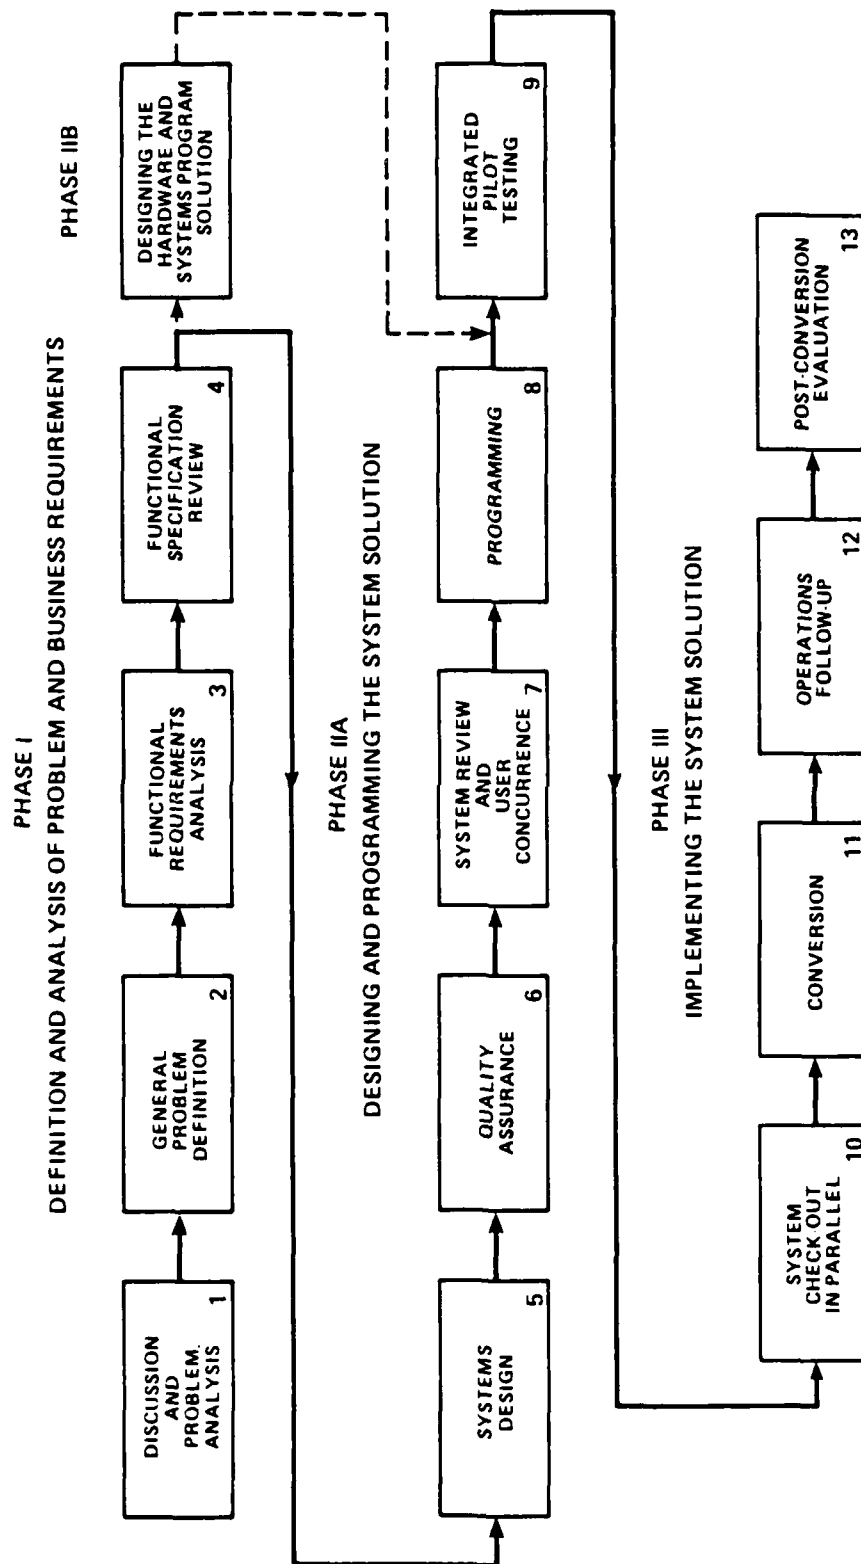 PHASE I
DEFINITION AND ANALYSIS OF PROBLEM AND BUSINESS REQUIREMENTS
PHASE IIB
DISCUSSION
AND
PROBLEM.
ANALYSIS
1
GENERAL
PROBLEM
DEFINITION
2
FUNCTIONAL
REQUIREMENTS
ANALYSIS
3
FUNCTIONAL
SPECIFICATION
REVIEW
4
DESIGNING THE
HARDWARE AND
SYSTEMS PROGRAM
SOLUTION
PHASE IIA
DESIGNING AND PROGRAMMING THE SYSTEM SOLUTION
SYSTEMS
DESIGN
5
QUALITY
ASSURANCE
6
SYSTEM REVIEW
AND
USER
CONCURRENCE
7
PROGRAMMING
8
INTEGRATED
PILOT
TESTING
9
PHASE III
IMPLEMENTING THE SYSTEM SOLUTION
SYSTEM
CHECK-OUT
IN PARALLEL
10
CONVERSION
11
OPERATIONS
FOLLOW-UP
12
POST-CONVERSION
EVALUATION
13